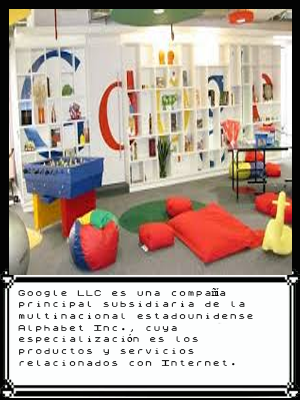 Google
Google LLC es una compañía
principal subsidiaria de la
multinacional estadounidense
Alphabet Inc., cuya
especialización es los
productos y servicios
relacionados con Internet.